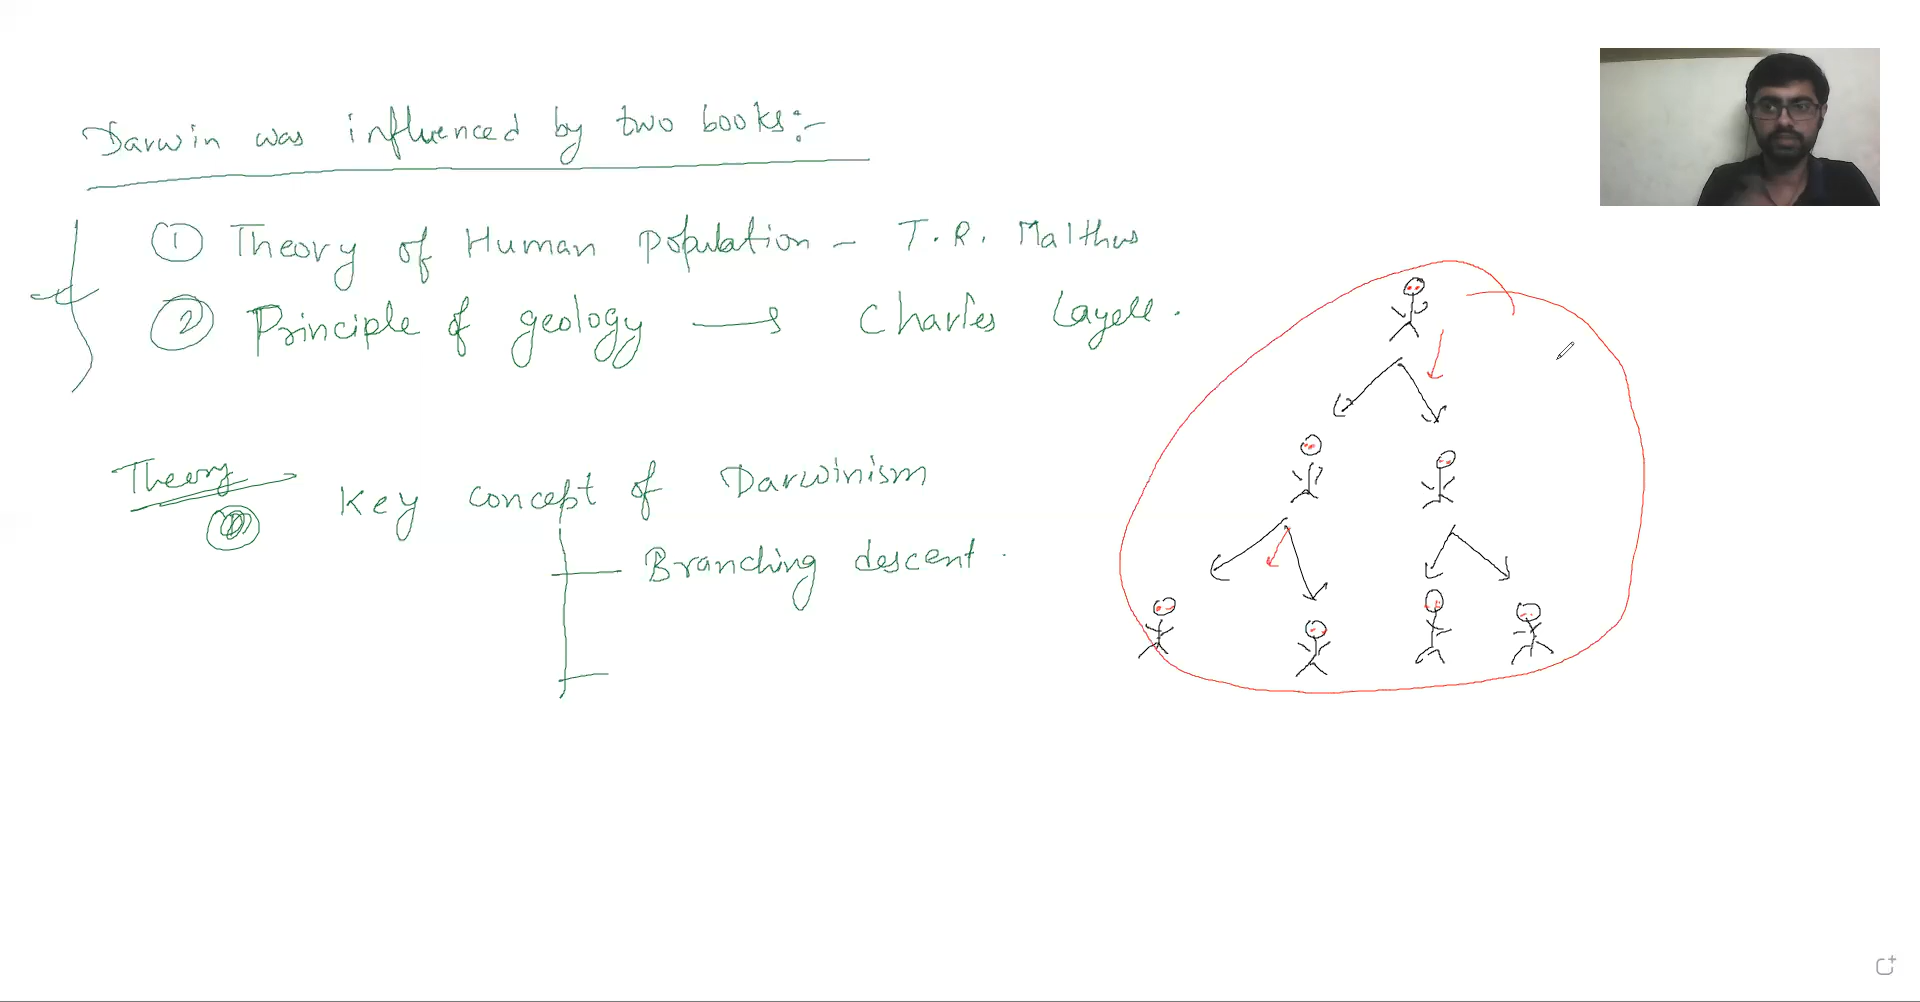 Darwin was influenced by two books:-
① Theory of Human population - T.R. Malthus
② Principle of geology → Charles Layell.
Theory → Key concept of Darwinism
Branching descent.